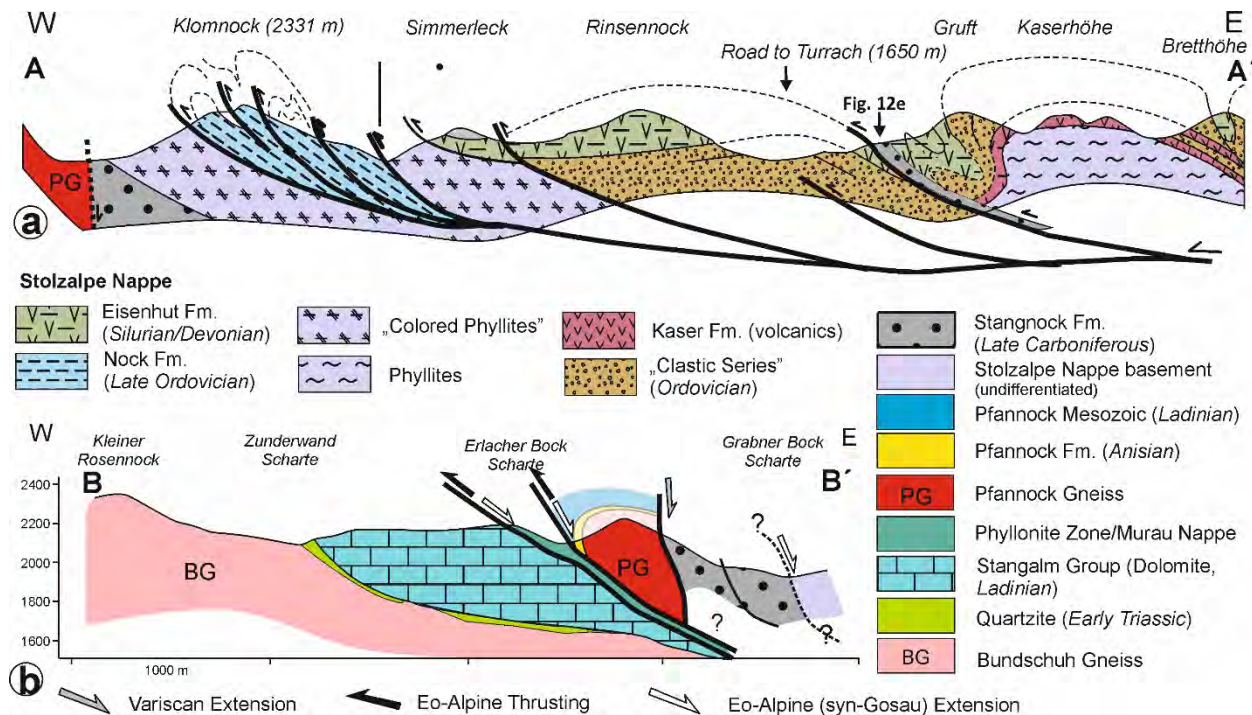 W
Klomnock (2331 m)
Simmerleck
Rinsennock
Gruft
Kaserhöhe
E
Road to Turrach (1650 m)
Bretthöhe
A
A´
Fig. 12e
PG
a
Stolzalpe Nappe
Eisenhut Fm.
(Silurian/Devonian)
Nock Fm.
(Late Ordovician)
„Colored Phyllites"
Phyllites
Kaser Fm. (volcanics)
„Clastic Series"
(Ordovician)
Stangnock Fm.
(Late Carboniferous)
Stolzalpe Nappe basement
(undifferentiated)
Pfannock Mesozoic (Ladinian)
Pfannock Fm. (Anisian)
PG
Pfannock Gneiss
Phyllonite Zone/Murau Nappe
Stangalm Group (Dolomite,
Ladinian)
Quartzite (Early Triassic)
BG
Bundschuh Gneiss
W
Kleiner
Rosennock
Zunderwand
Scharte
Erlacher Bock
Scharte
Grabner Bock
Scharte
E
B
B´
2400
2200
2000
1800
1600
BG
PG
?
?
?
1000 m
b
Variscan Extension
Eo-Alpine Thrusting
Eo-Alpine (syn-Gosau) Extension